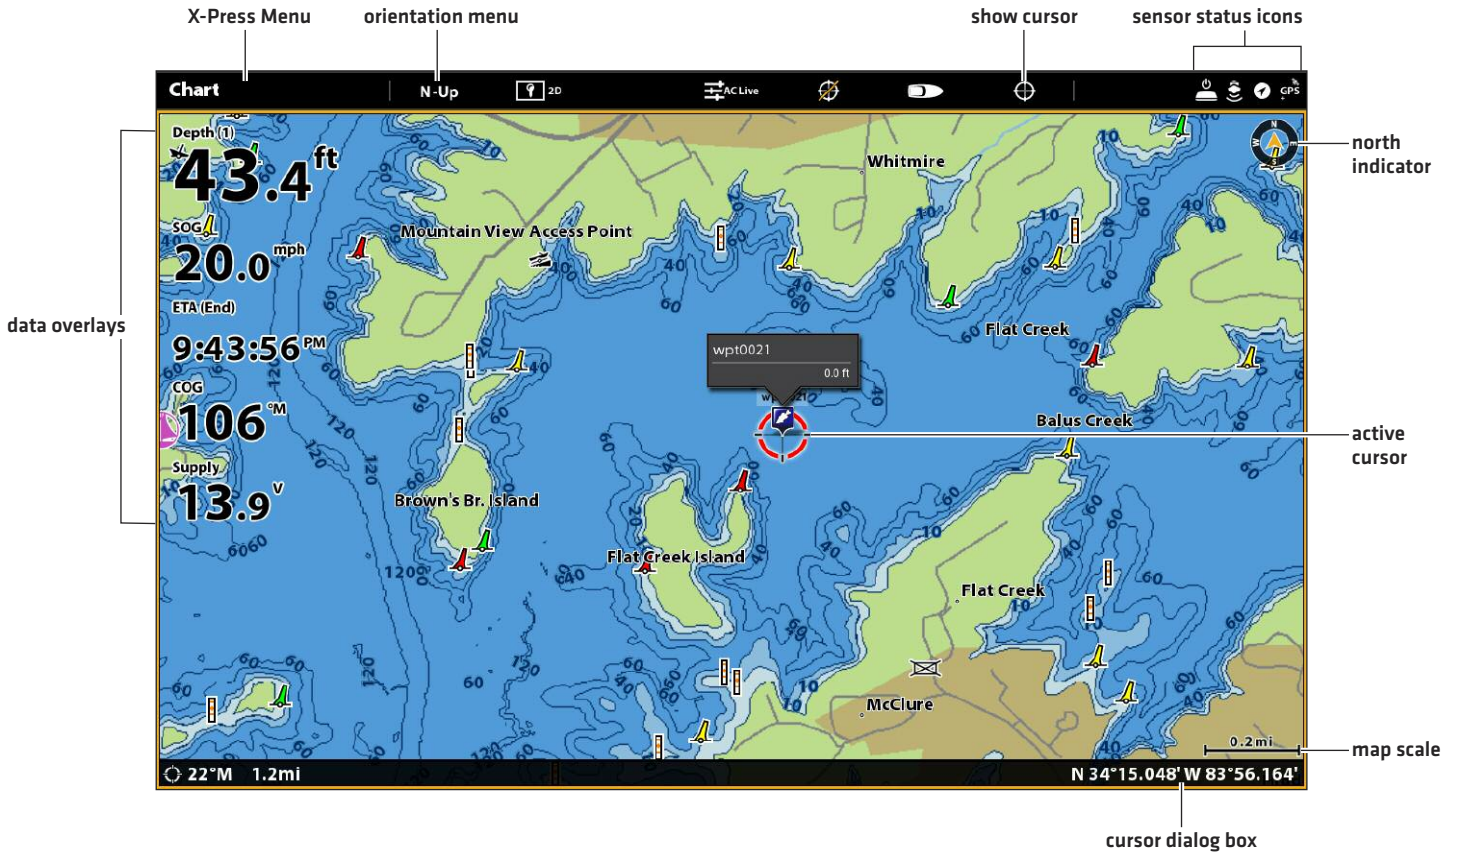 X-Press Menu
orientation menu
show cursor
sensor status icons
Chart
N-Up
2D
AC Live
GPS
north
indicator
data overlays
Depth (1)
43.4 ft
SOG
20.0 mph
ETA (End)
9:43:56 PM
COG
106 °M
Supply
13.9 V
Whitmire
Mountain View Access Point
Flat Creek
wpt0021
0.0 ft
Balus Creek
active
cursor
Brown's Br. Island
Flat Creek Island
Flat Creek
McClure
0.2mi
map scale
22°M 1.2mi
N 34°15.048' W 83°56.164'
cursor dialog box